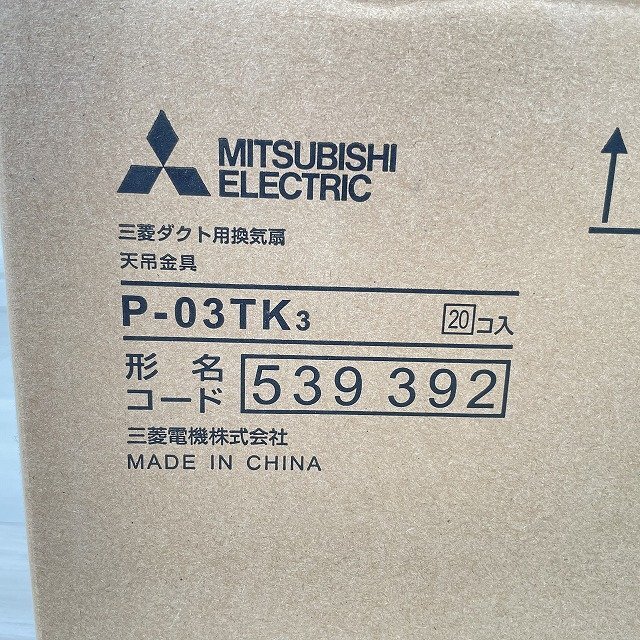 MITSUBISHI
ELECTRIC
三菱ダクト用換気扇
天吊金具
P-03TK3
20コ入
形名
コード
539 392
三菱電機株式会社
MADE IN CHINA